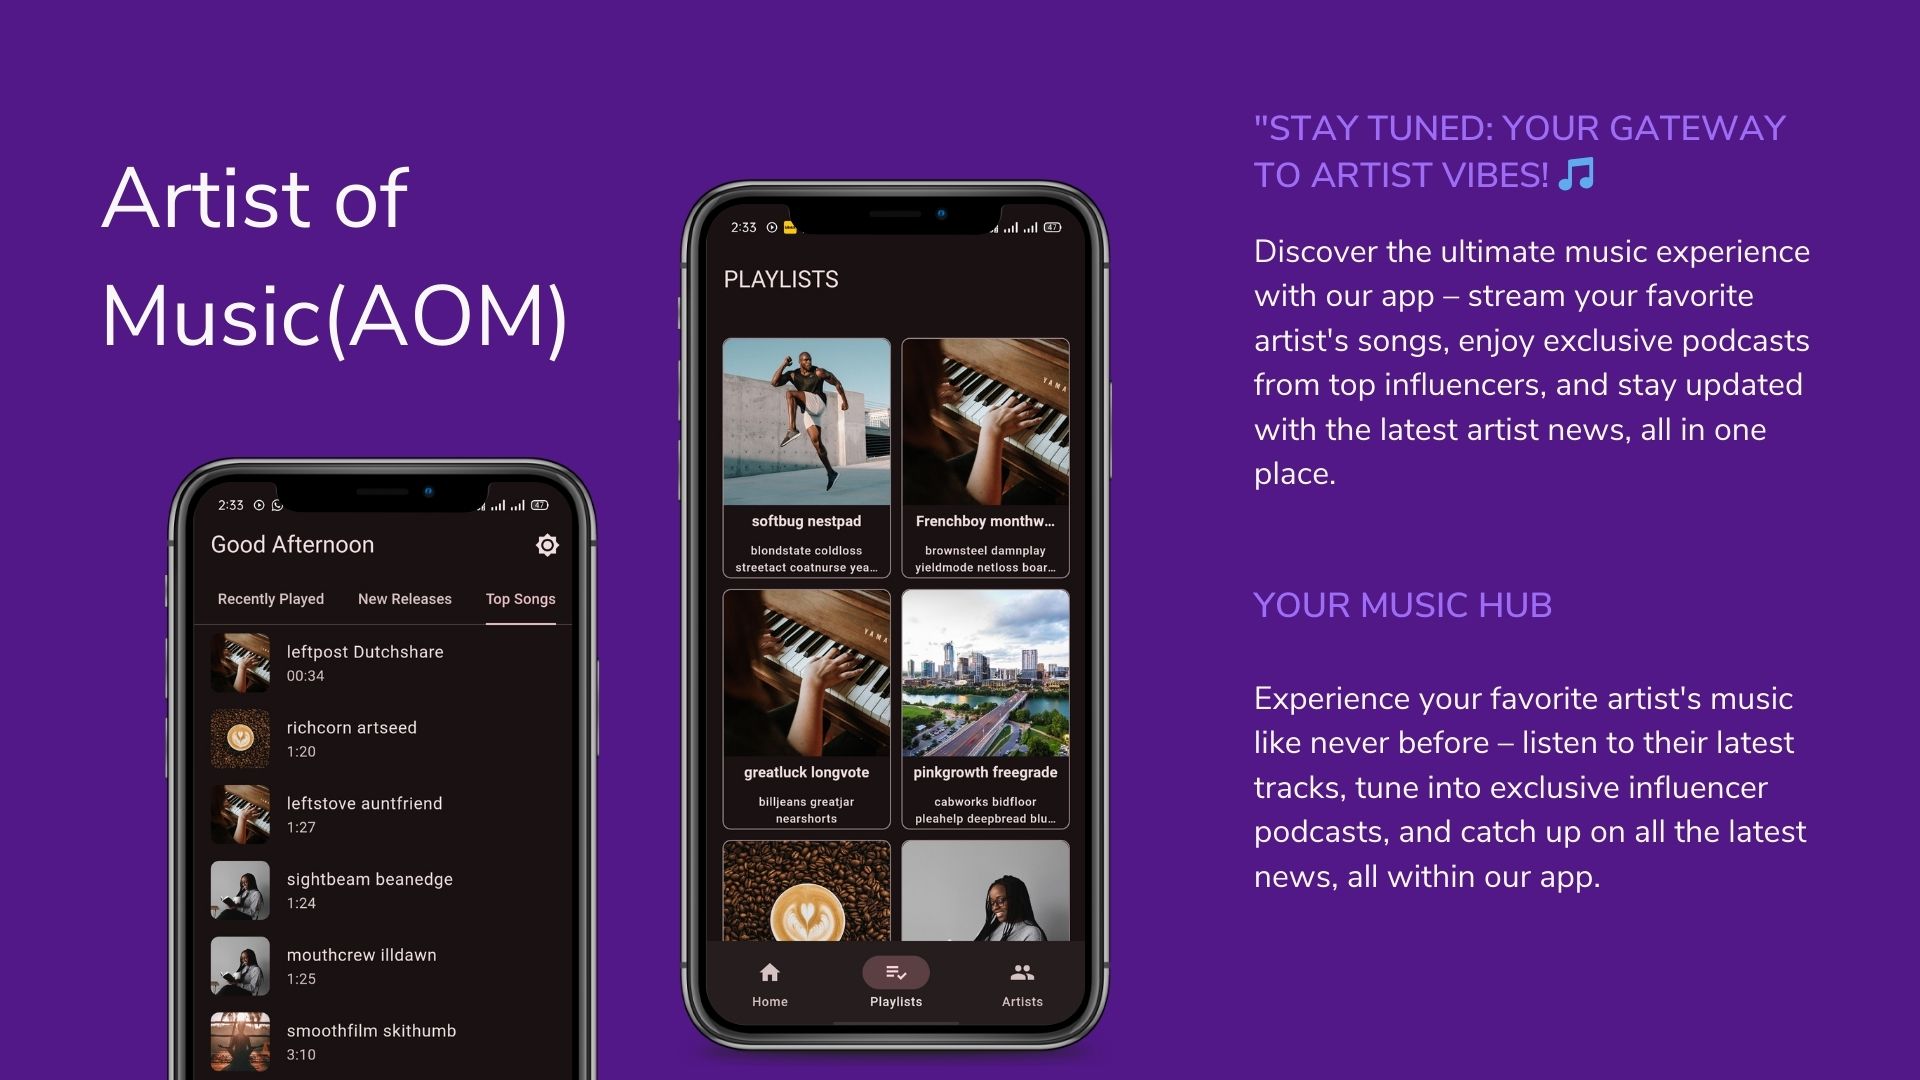 Artist of
Music(AOM)
2:33
47
Good Afternoon
Recently Played
New Releases
Top Songs
leftpost Dutchshare
00:34
richcorn artseed
1:20
leftstove auntfriend
1:27
sightbeam beanedge
1:24
mouthcrew illdawn
1:25
smoothfilm skithumb
3:10
2:33
47
PLAYLISTS
YAMA
softbug nestpad
blondstate coldloss
streetact coatnurse yea...
Frenchboy monthw...
brownsteel damnplay
yieldmode netloss boar...
YAMA
greatluck longvote
billjeans greatjar
nearshorts
pinkgrowth freegrade
cabworks bidfloor
pleahelp deepbread blu...
Home
Playlists
Artists
"STAY TUNED: YOUR GATEWAY
TO ARTIST VIBES! 🎵
Discover the ultimate music experience
with our app – stream your favorite
artist's songs, enjoy exclusive podcasts
from top influencers, and stay updated
with the latest artist news, all in one
place.
YOUR MUSIC HUB
Experience your favorite artist's music
like never before – listen to their latest
tracks, tune into exclusive influencer
podcasts, and catch up on all the latest
news, all within our app.